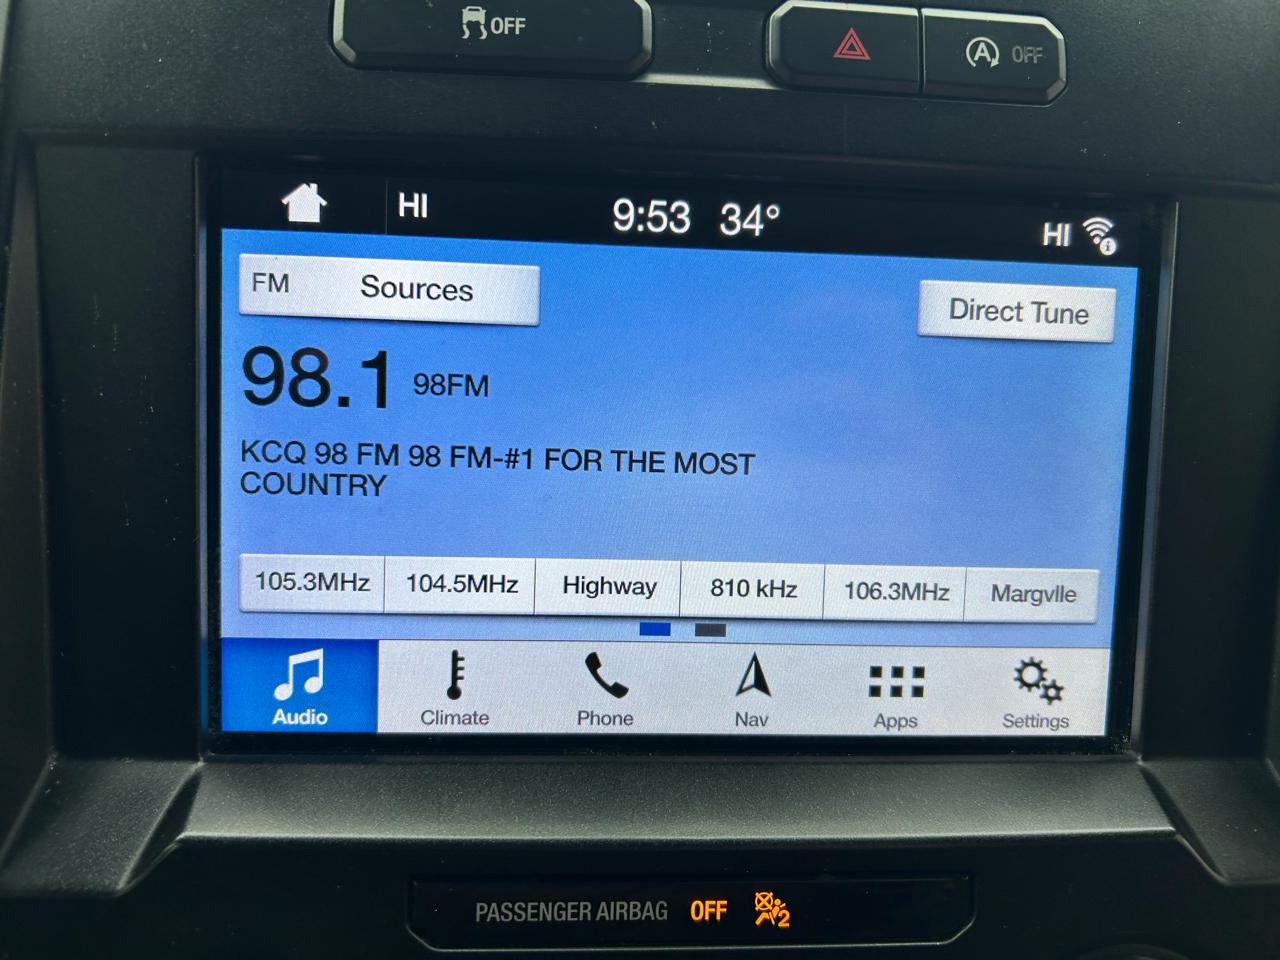 OFF
A OFF
HI 9:53 34° HI
FM Sources
Direct Tune
98.1 98FM
KCQ 98 FM 98 FM-#1 FOR THE MOST
COUNTRY
105.3MHz 104.5MHz Highway 810 kHz 106.3MHz Margvlle
Audio Climate Phone Nav Apps Settings
PASSENGER AIRBAG OFF 2